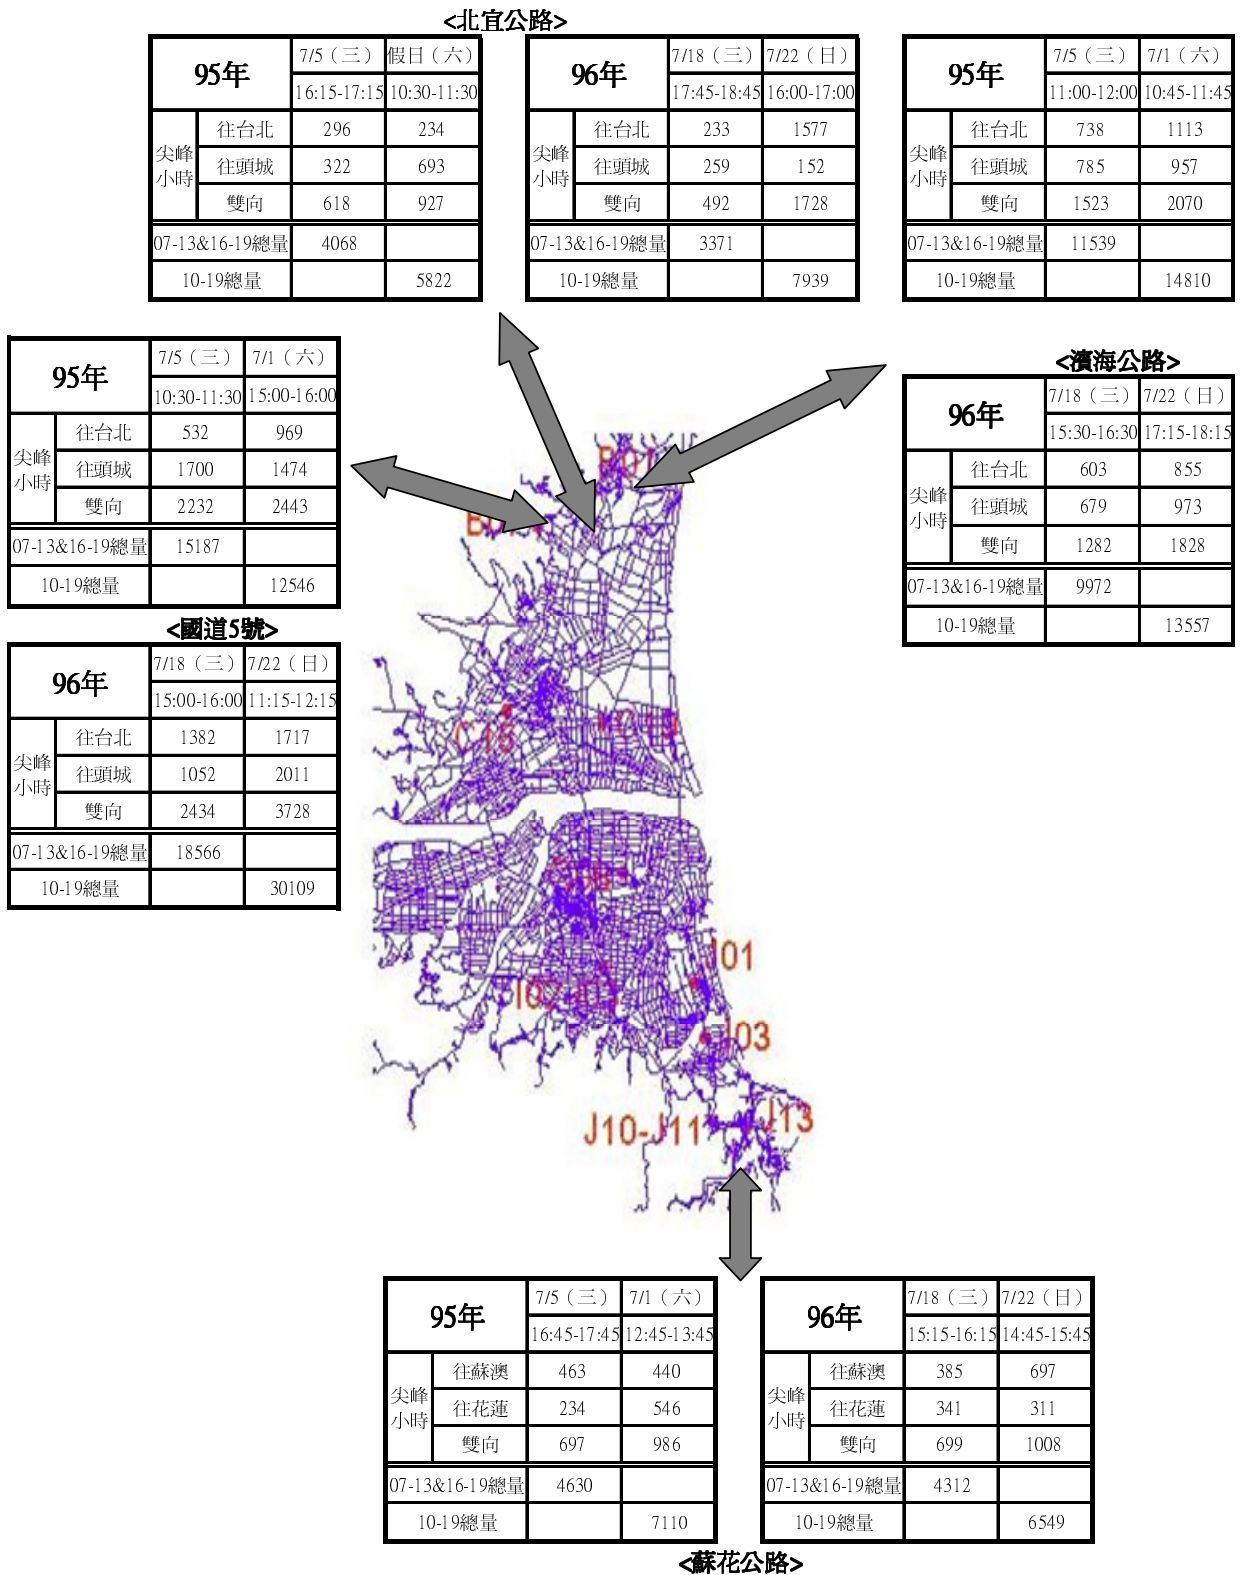 <北宜公路>
95年 7/5（三） 假日（六）
16:15-17:15 10:30-11:30
尖峰小時 往台北 296 234
往頭城 322 693
雙向 618 927
07-13&16-19總量 4068
10-19總量 5822
96年 7/18（三） 7/22（日）
17:45-18:45 16:00-17:00
尖峰小時 往台北 233 1577
往頭城 259 152
雙向 492 1728
07-13&16-19總量 3371
10-19總量 7939
95年 7/5（三） 7/1（六）
11:00-12:00 10:45-11:45
尖峰小時 往台北 738 1113
往頭城 785 957
雙向 1523 2070
07-13&16-19總量 11539
10-19總量 14810
<濱海公路>
96年 7/18（三） 7/22（日）
15:30-16:30 17:15-18:15
尖峰小時 往台北 603 855
往頭城 679 973
雙向 1282 1828
07-13&16-19總量 9972
10-19總量 13557
95年 7/5（三） 7/1（六）
10:30-11:30 15:00-16:00
尖峰小時 往台北 532 969
往頭城 1700 1474
雙向 2232 2443
07-13&16-19總量 15187
10-19總量 12546
<國道5號>
96年 7/18（三） 7/22（日）
15:00-16:00 11:15-12:15
尖峰小時 往台北 1382 1717
往頭城 1052 2011
雙向 2434 3728
07-13&16-19總量 18566
10-19總量 30109
B01
C16
J01
J03
J10-J11
J13
95年 7/5（三） 7/1（六）
16:45-17:45 12:45-13:45
尖峰小時 往蘇澳 463 440
往花蓮 234 546
雙向 697 986
07-13&16-19總量 4630
10-19總量 7110
96年 7/18（三） 7/22（日）
15:15-16:15 14:45-15:45
尖峰小時 往蘇澳 385 697
往花蓮 341 311
雙向 699 1008
07-13&16-19總量 4312
10-19總量 6549
<蘇花公路>